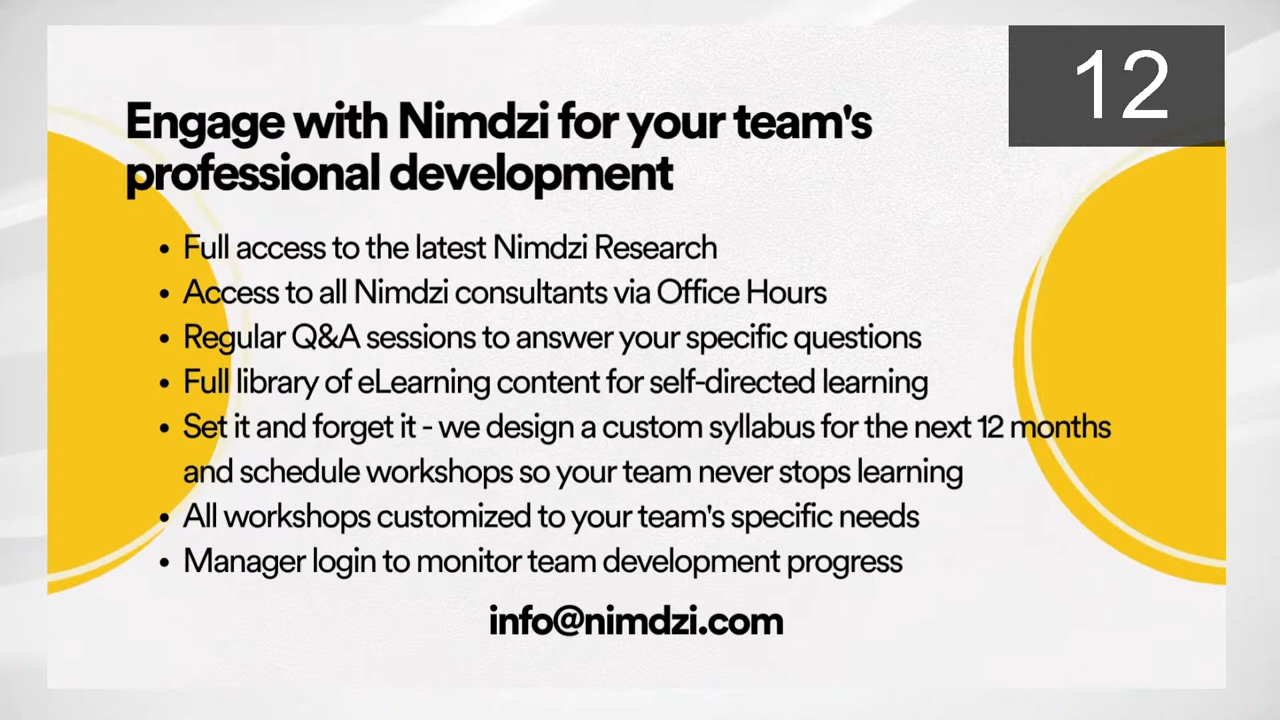 12
Engage with Nimdzi for your team's
professional development
• Full access to the latest Nimdzi Research
• Access to all Nimdzi consultants via Office Hours
• Regular Q&A sessions to answer your specific questions
• Full library of eLearning content for self-directed learning
• Set it and forget it - we design a custom syllabus for the next 12 months
and schedule workshops so your team never stops learning
• All workshops customized to your team's specific needs
• Manager login to monitor team development progress
info@nimdzi.com